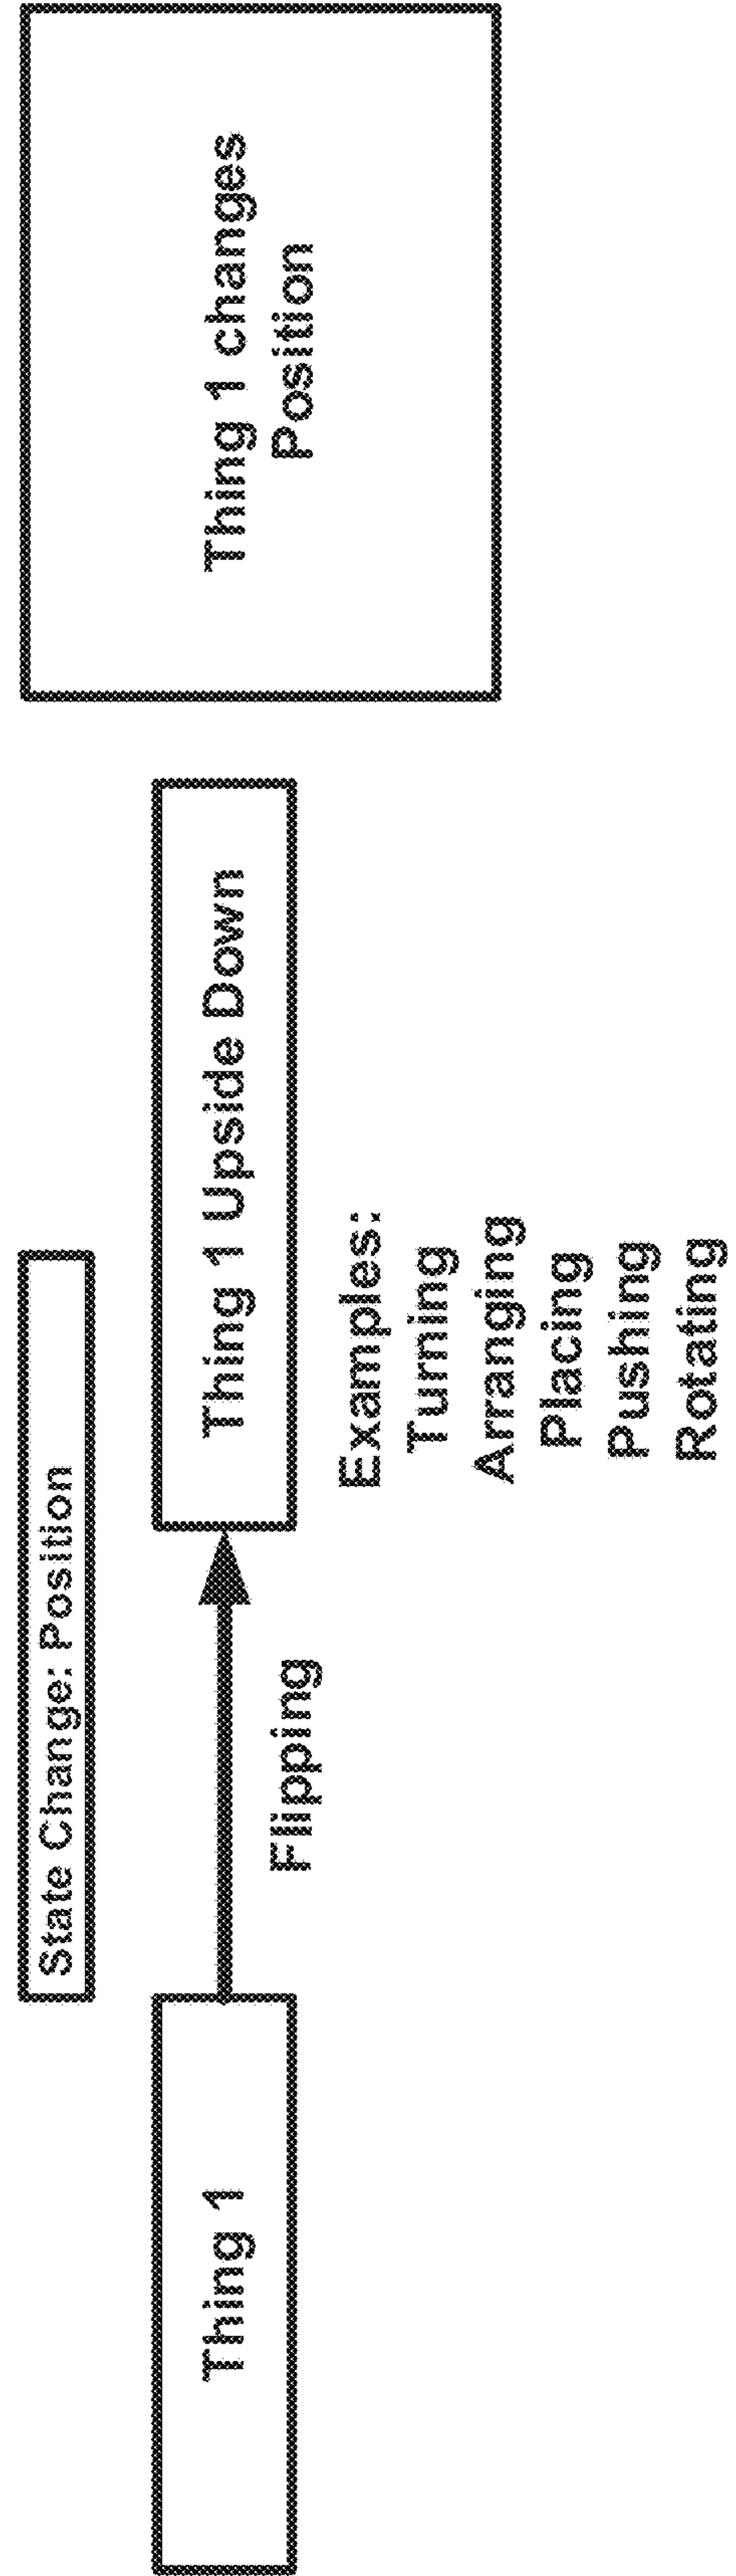 State Change: Position
Thing 1
Flipping
Thing 1 Upside Down
Examples:
Turning
Arranging
Placing
Pushing
Rotating
Thing 1 changes
Position